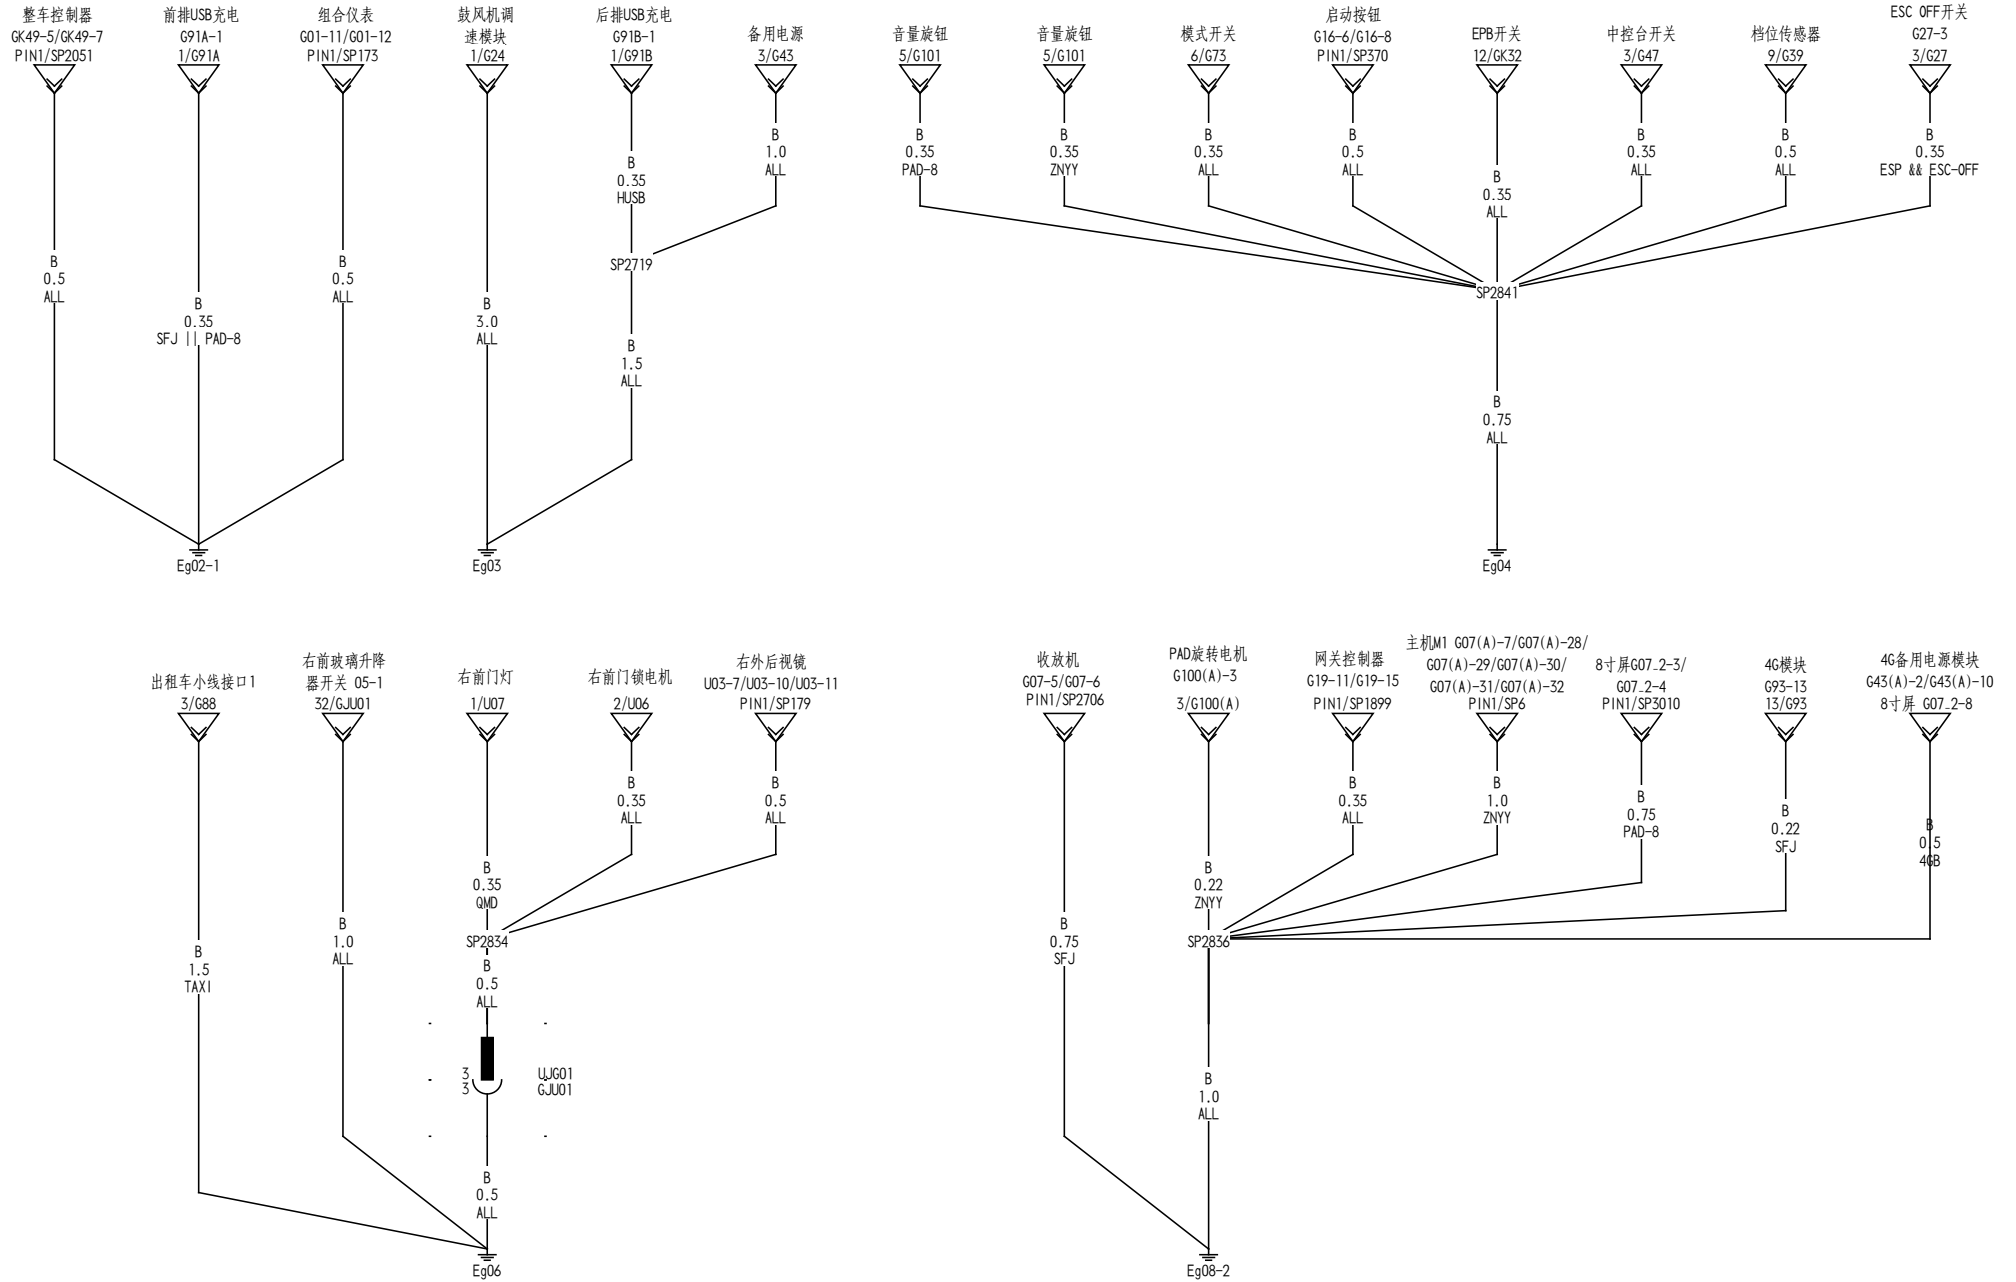 整车控制器
GK49-5/GK49-7
PIN1/SP2051
前排USB充电
G91A-1
1/G91A
组合仪表
G01-11/G01-12
PIN1/SP173
鼓风机调
速模块
1/G24
后排USB充电
G91B-1
1/G91B
备用电源
3/G43
音量旋钮
5/G101
音量旋钮
5/G101
模式开关
6/G73
启动按钮
G16-6/G16-8
PIN1/SP370
EPB开关
12/GK32
中控台开关
3/G47
档位传感器
9/G39
ESC OFF开关
G27-3
3/G27
B
0.5
ALL
B
0.35
SFJ || PAD-8
B
0.5
ALL
B
3.0
ALL
B
0.35
HUSB
B
1.0
ALL
SP2719
B
1.5
ALL
B
0.35
PAD-8
B
0.35
ZNYY
B
0.35
ALL
B
0.5
ALL
B
0.35
ALL
B
0.35
ALL
B
0.5
ALL
B
0.35
ESP && ESC-OFF
SP2841
B
0.75
ALL
Eg02-1
Eg03
Eg04
出租车小线接口1
3/G88
右前玻璃升降
器开关 05-1
32/GJU01
右前门灯
1/U07
右前门锁电机
2/U06
右外后视镜
U03-7/U03-10/U03-11
PIN1/SP179
收放机
G07-5/G07-6
PIN1/SP2706
PAD旋转电机
G100(A)-3
3/G100(A)
网关控制器
G19-11/G19-15
PIN1/SP1899
主机M1 G07(A)-7/G07(A)-28/
G07(A)-29/G07(A)-30/
G07(A)-31/G07(A)-32
PIN1/SP6
8寸屏G07_2-3/
G07_2-4
PIN1/SP3010
4G模块
G93-13
13/G93
4G备用电源模块
G43(A)-2/G43(A)-10
8寸屏 G07_2-8
B
1.5
TAXI
B
1.0
ALL
B
0.35
QMD
B
0.35
ALL
B
0.5
ALL
SP2834
B
0.5
ALL
3
3
UJG01
GJU01
B
0.5
ALL
Eg06
B
0.75
SFJ
B
0.22
ZNYY
B
0.35
ALL
B
1.0
ZNYY
B
0.75
PAD-8
B
0.22
SFJ
B
0.5
4GB
SP2836
B
1.0
ALL
Eg08-2